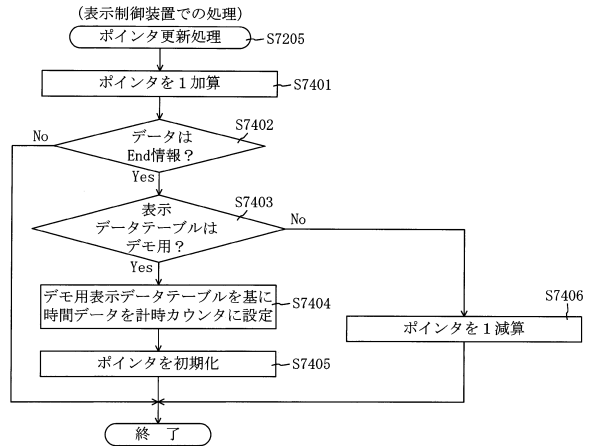 (表示制御装置での処理)
ポインタ更新処理
S7205
ポインタを1加算
S7401
S7402
データは
End情報？
No
Yes
S7403
表示
データテーブルは
デモ用？
No
Yes
デモ用表示データテーブルを基に
時間データを計時カウンタに設定
S7404
S7406
ポインタを1減算
ポインタを初期化
S7405
終 了